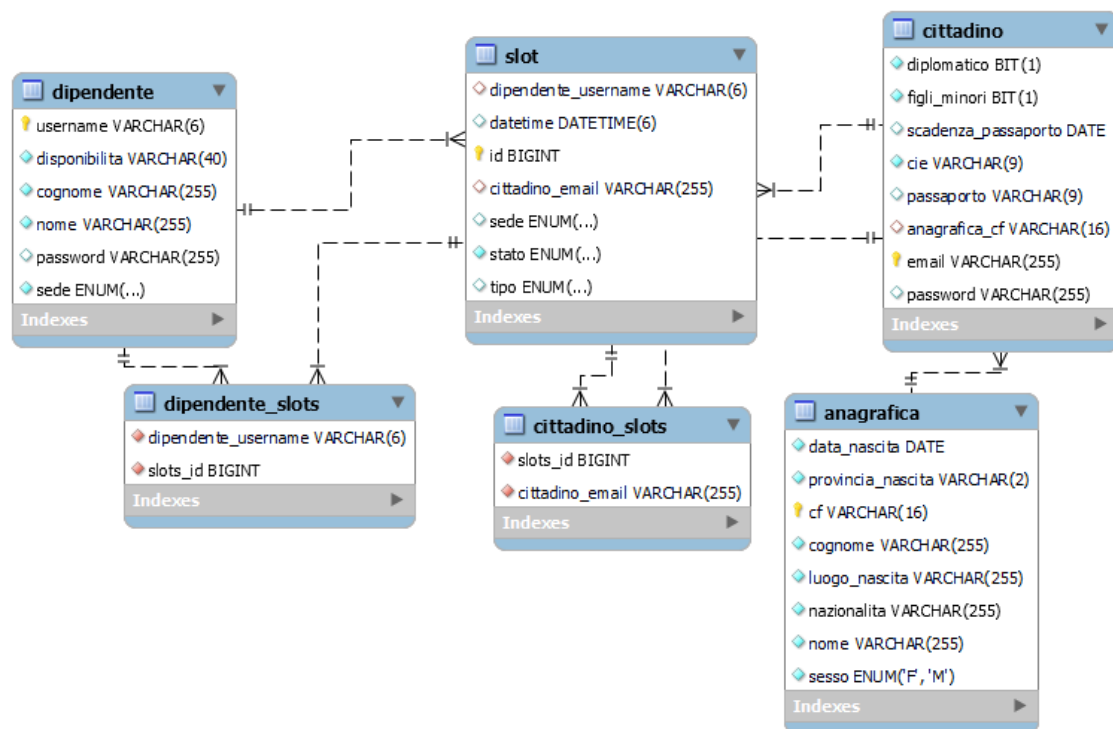 dipendente
username VARCHAR(6)
disponibilita VARCHAR(40)
cognome VARCHAR(255)
nome VARCHAR(255)
password VARCHAR(255)
sede ENUM(...)
Indexes
slot
dipendente_username VARCHAR(6)
datetime DATETIME(6)
id BIGINT
cittadino_email VARCHAR(255)
sede ENUM(...)
stato ENUM(...)
tipo ENUM(...)
Indexes
cittadino
diplomatico BIT(1)
figli_minori BIT(1)
scadenza_passaporto DATE
cie VARCHAR(9)
passaporto VARCHAR(9)
anagrafica_cf VARCHAR(16)
email VARCHAR(255)
password VARCHAR(255)
Indexes
dipendente_slots
dipendente_username VARCHAR(6)
slots_id BIGINT
Indexes
cittadino_slots
slots_id BIGINT
cittadino_email VARCHAR(255)
Indexes
anagrafica
data_nascita DATE
provincia_nascita VARCHAR(2)
cf VARCHAR(16)
cognome VARCHAR(255)
luogo_nascita VARCHAR(255)
nazionalita VARCHAR(255)
nome VARCHAR(255)
sesso ENUM('F', 'M')
Indexes